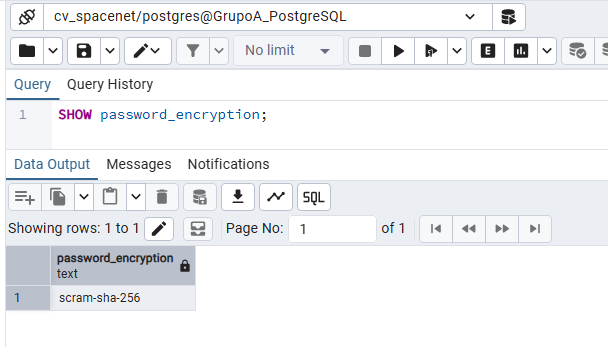 cv_spacenet/postgres@GrupoA_PostgreSQL
No limit
E
Query Query History
1 SHOW password_encryption;
Data Output Messages Notifications
SQL
Showing rows: 1 to 1 Page No: 1 of 1
password_encryption
text
1 scram-sha-256